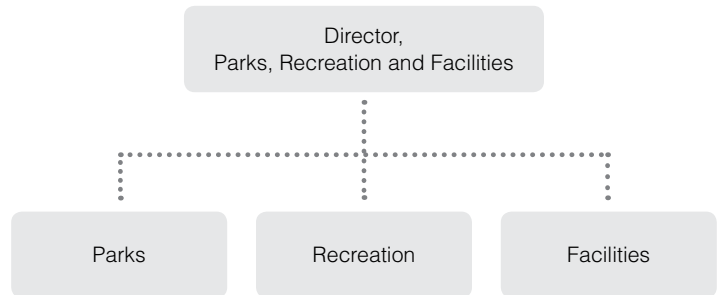 Director,
Parks, Recreation and Facilities
Parks
Recreation
Facilities